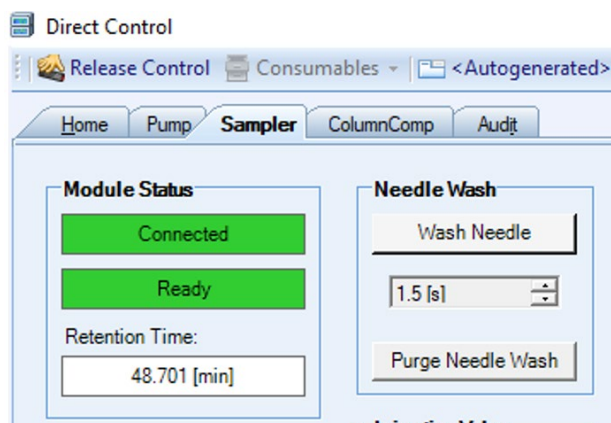 Direct Control
Release Control Consumables <Autogenerated>
Home Pump Sampler ColumnComp Audit
Module Status
Connected
Ready
Retention Time:
48.701 [min]
Needle Wash
Wash Needle
1.5 [s]
Purge Needle Wash